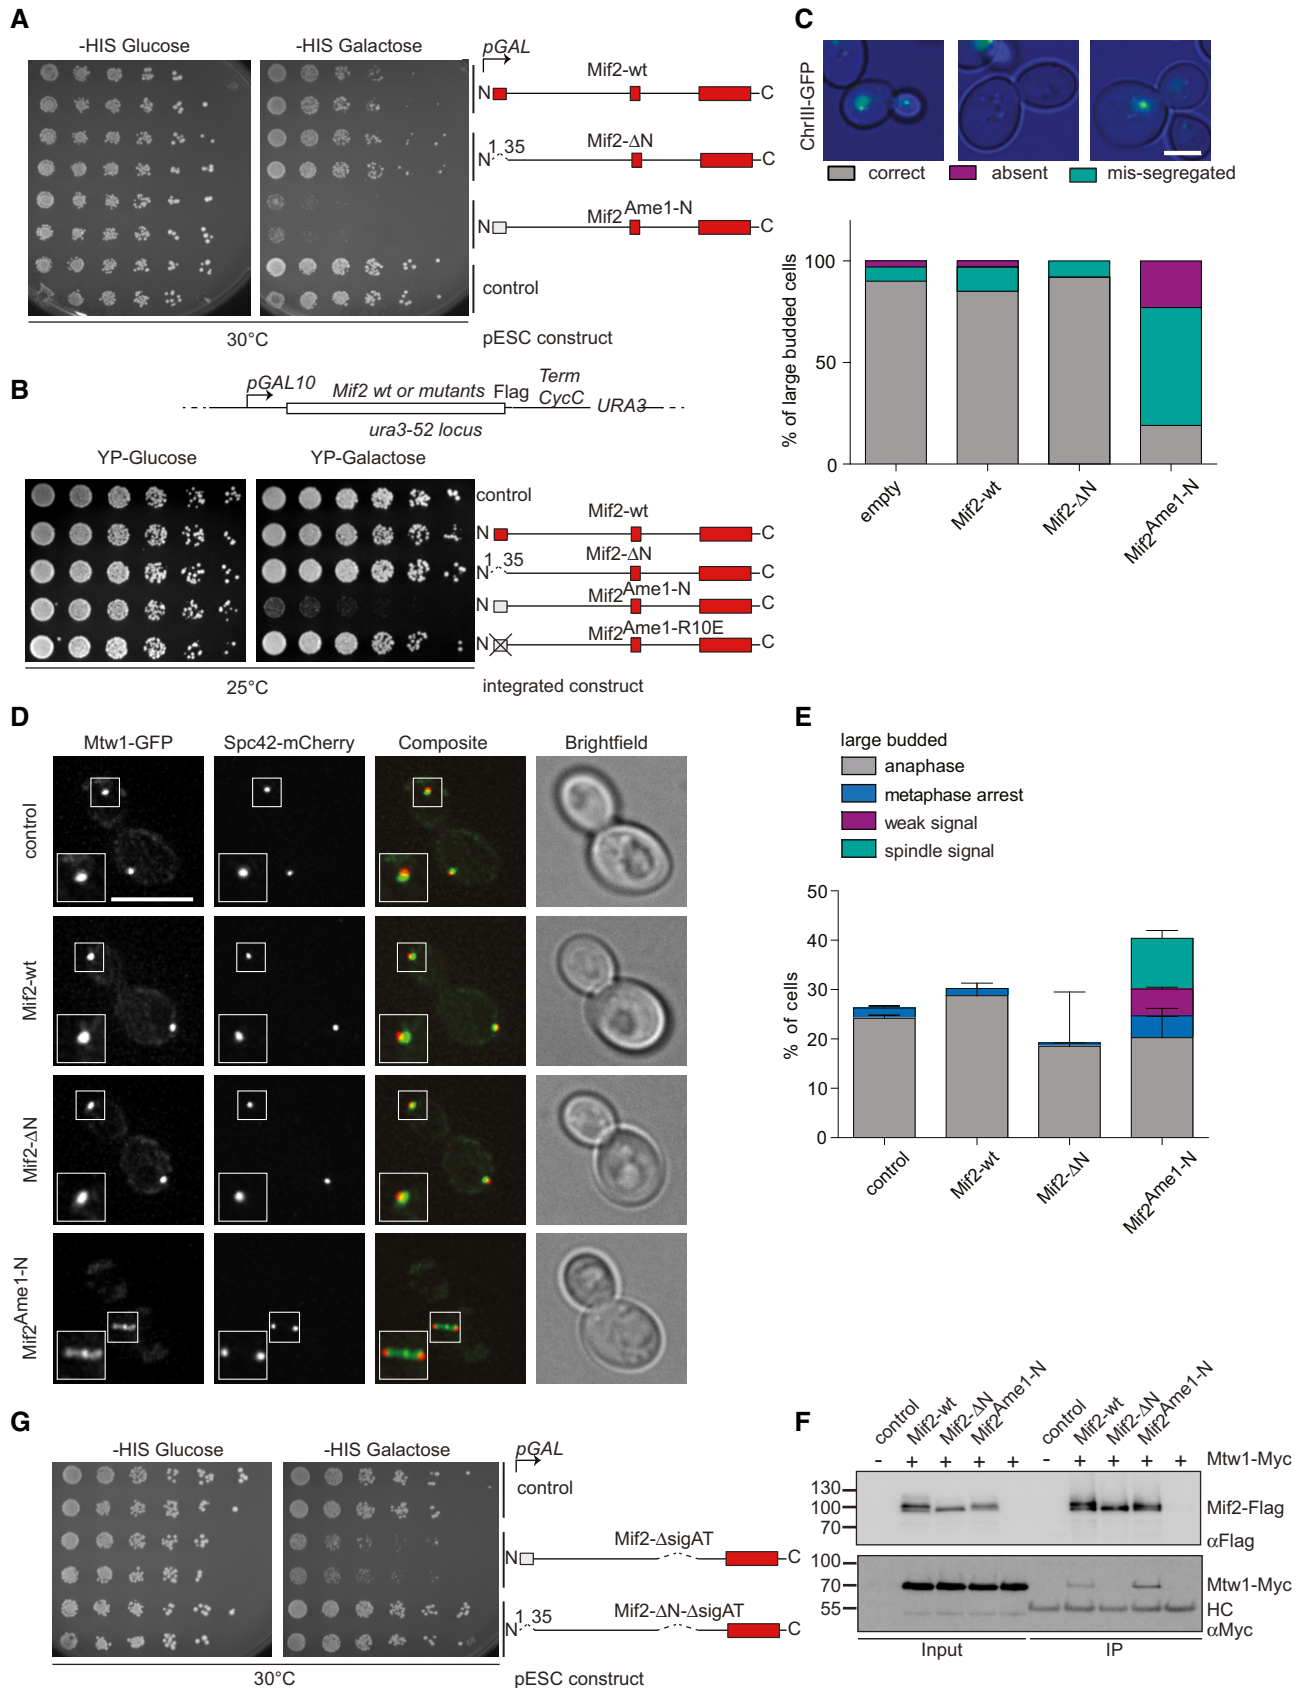 A
-HIS Glucose
-HIS Galactose
pGAL
Mif2-wt
N
C
1 35
Mif2-ΔN
N
C
Mif2Ame1-N
N
C
control
30°C
pESC construct
B
pGAL10
Mif2 wt or mutants
Flag
Term
CycC
URA3
ura3-52 locus
YP-Glucose
YP-Galactose
control
Mif2-wt
N
C
1 35
Mif2-ΔN
N
C
Mif2Ame1-N
N
C
Mif2Ame1-R10E
N
C
25°C
integrated construct
C
ChrIII-GFP
correct
absent
mis-segregated
% of large budded cells
100
50
0
empty
Mif2-wt
Mif2-ΔN
Mif2Ame1-N
D
Mtw1-GFP
Spc42-mCherry
Composite
Brightfield
control
Mif2-wt
Mif2-ΔN
Mif2Ame1-N
E
large budded
anaphase
metaphase arrest
weak signal
spindle signal
% of cells
50
40
30
20
10
0
control
Mif2-wt
Mif2-ΔN
Mif2Ame1-N
G
-HIS Glucose
-HIS Galactose
pGAL
control
Mif2-ΔsigAT
N
C
1 35
Mif2-ΔN-ΔsigAT
N
C
30°C
pESC construct
F
control
Mif2-wt
Mif2-ΔN
Mif2Ame1-N
control
Mif2-wt
Mif2-ΔN
Mif2Ame1-N
- + + + + - + + + + Mtw1-Myc
130
100
70
Mif2-Flag
αFlag
100
70
55
Mtw1-Myc
HC
αMyc
Input
IP